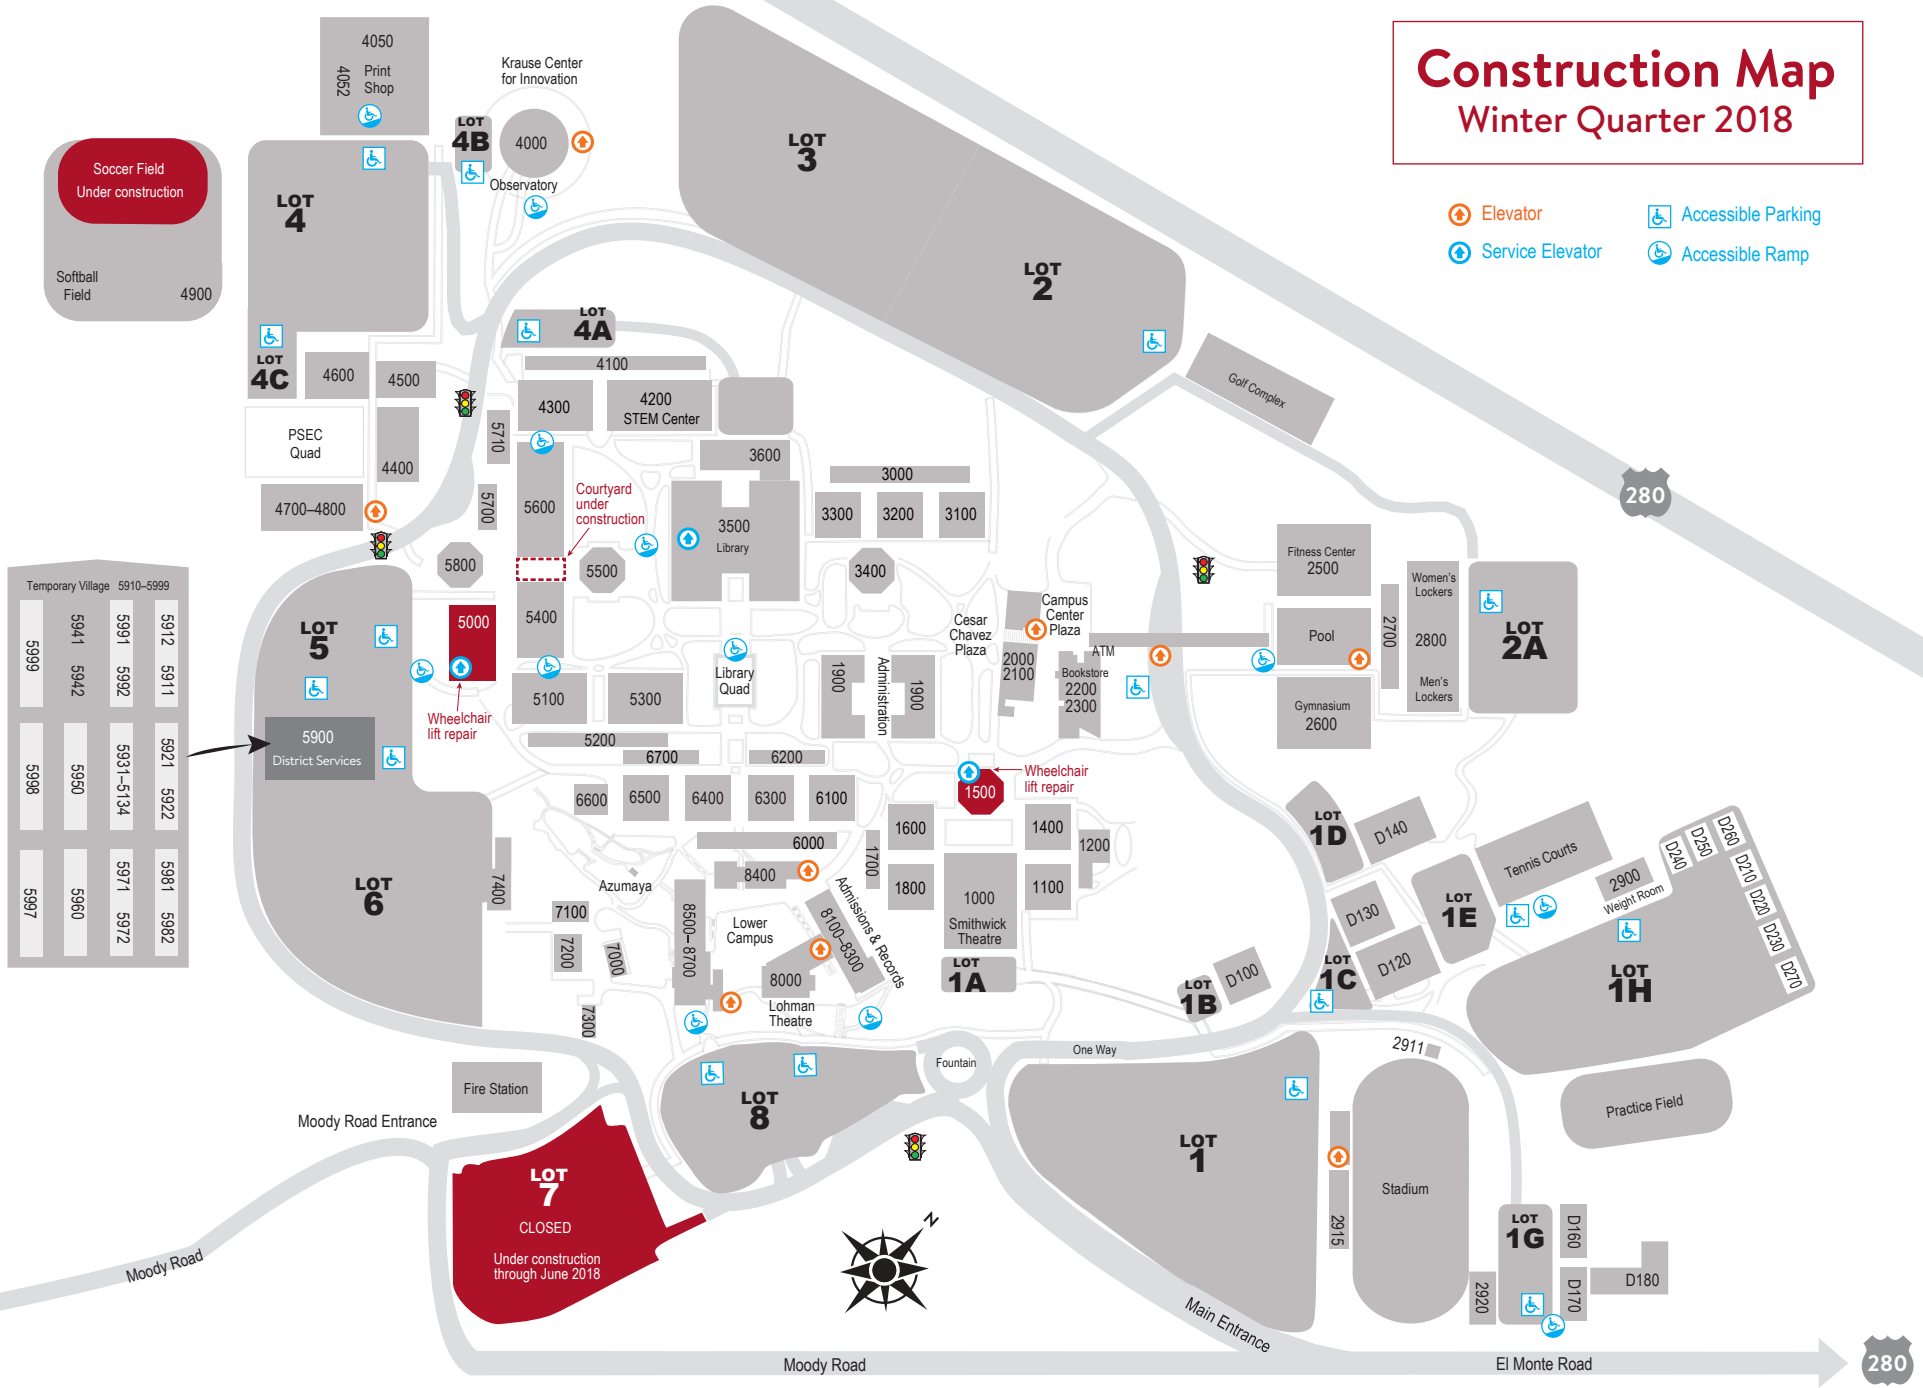 Construction Map
Winter Quarter 2018
Elevator
Accessible Parking
Service Elevator
Accessible Ramp
4050
4052
Print
Shop
Krause Center
for Innovation
LOT
4B
4000
Observatory
Soccer Field
Under construction
Softball
Field
4900
LOT
4
LOT
3
LOT
2
LOT
4A
LOT
4C
4600
4500
4100
4300
4200
STEM Center
Golf Complex
280
PSEC
Quad
4400
4700–4800
5710
5700
5600
Courtyard
under
construction
3600
3500
Library
3000
3300
3200
3100
5800
5500
3400
Fitness Center
2500
Women's
Lockers
2700
2800
Men's
Lockers
Pool
Gymnasium
2600
LOT
2A
Temporary Village 5910–5999
5999
5941
5942
5991
5992
5912
5911
5998
5950
5931–5134
5921
5922
5997
5960
5971
5972
5981
5982
LOT
5
5000
5400
Wheelchair
lift repair
5900
District Services
5100
5300
5200
Library
Quad
1900
Administration
1900
Cesar
Chavez
Plaza
Campus
Center
Plaza
2000
2100
ATM
Bookstore
2200
2300
6700
6200
6600
6500
6400
6300
6100
6000
Wheelchair
lift repair
1500
1600
1400
1200
1700
1800
1100
1000
Smithwick
Theatre
LOT
1A
LOT
6
7400
Azumaya
7100
7200
7000
7300
8400
8500–8700
Lower
Campus
8100–8300
Admissions & Records
8000
Lohman
Theatre
LOT
1D
D140
D130
D120
LOT
1C
LOT
1B
D100
LOT
1E
Tennis Courts
2900
Weight Room
D240
D250
D260
D210
D220
D230
D270
LOT
1H
Fire Station
Moody Road Entrance
LOT
8
Fountain
One Way
2911
Practice Field
LOT
7
CLOSED
Under construction
through June 2018
LOT
1
2915
Stadium
LOT
1G
D160
D170
D180
2920
N
Moody Road
Main Entrance
Moody Road
El Monte Road
280